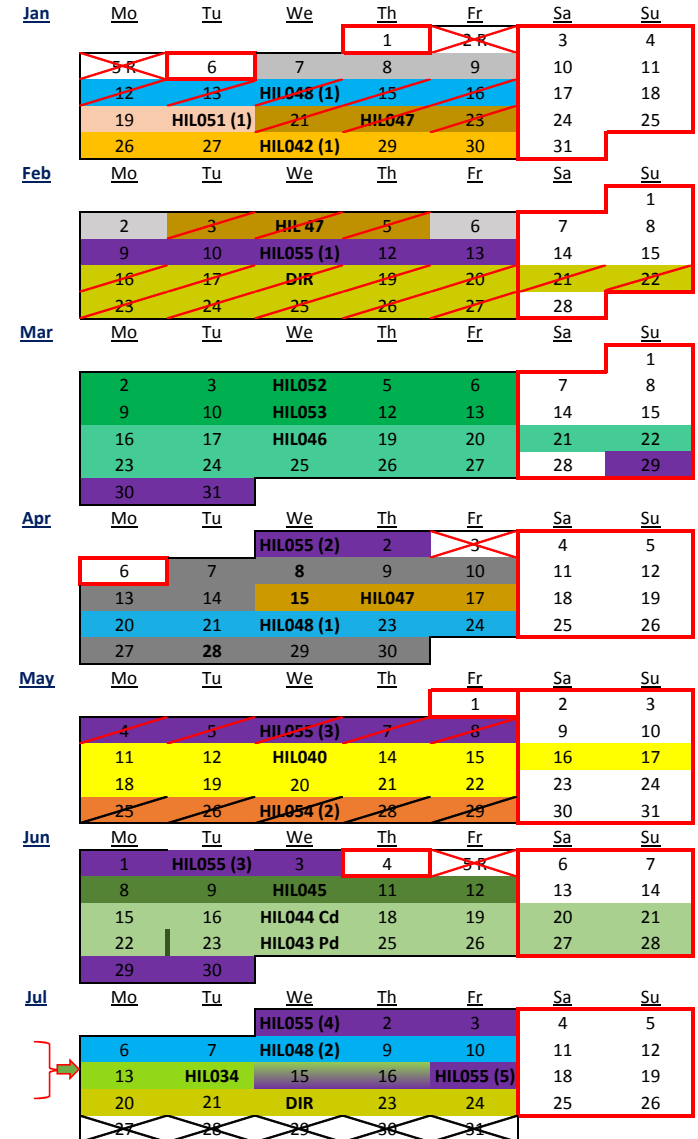 Jan Mo Tu We Th Fr Sa Su
1 2 R 3 4
5 R 6 7 8 9 10 11
12 13 HIL048 (1) 15 16 17 18
19 HIL051 (1) 21 HIL047 23 24 25
26 27 HIL042 (1) 29 30 31
Feb Mo Tu We Th Fr Sa Su
1
2 3 HIL 47 5 6 7 8
9 10 HIL055 (1) 12 13 14 15
16 17 DIR 19 20 21 22
23 24 25 26 27 28
Mar Mo Tu We Th Fr Sa Su
1
2 3 HIL052 5 6 7 8
9 10 HIL053 12 13 14 15
16 17 HIL046 19 20 21 22
23 24 25 26 27 28 29
30 31
Apr Mo Tu We Th Fr Sa Su
HIL055 (2) 2 3 4 5
6 7 8 9 10 11 12
13 14 15 HIL047 17 18 19
20 21 HIL048 (1) 23 24 25 26
27 28 29 30
May Mo Tu We Th Fr Sa Su
1 2 3
4 5 HIL055 (3) 7 8 9 10
11 12 HIL040 14 15 16 17
18 19 20 21 22 23 24
25 26 HIL054 (2) 28 29 30 31
Jun Mo Tu We Th Fr Sa Su
1 HIL055 (3) 3 4 5 R 6 7
8 9 HIL045 11 12 13 14
15 16 HIL044 Cd 18 19 20 21
22 23 HIL043 Pd 25 26 27 28
29 30
Jul Mo Tu We Th Fr Sa Su
HIL055 (4) 2 3 4 5
6 7 HIL048 (2) 9 10 11 12
13 HIL034 15 16 HIL055 (5) 18 19
20 21 DIR 23 24 25 26
27 28 29 30 31